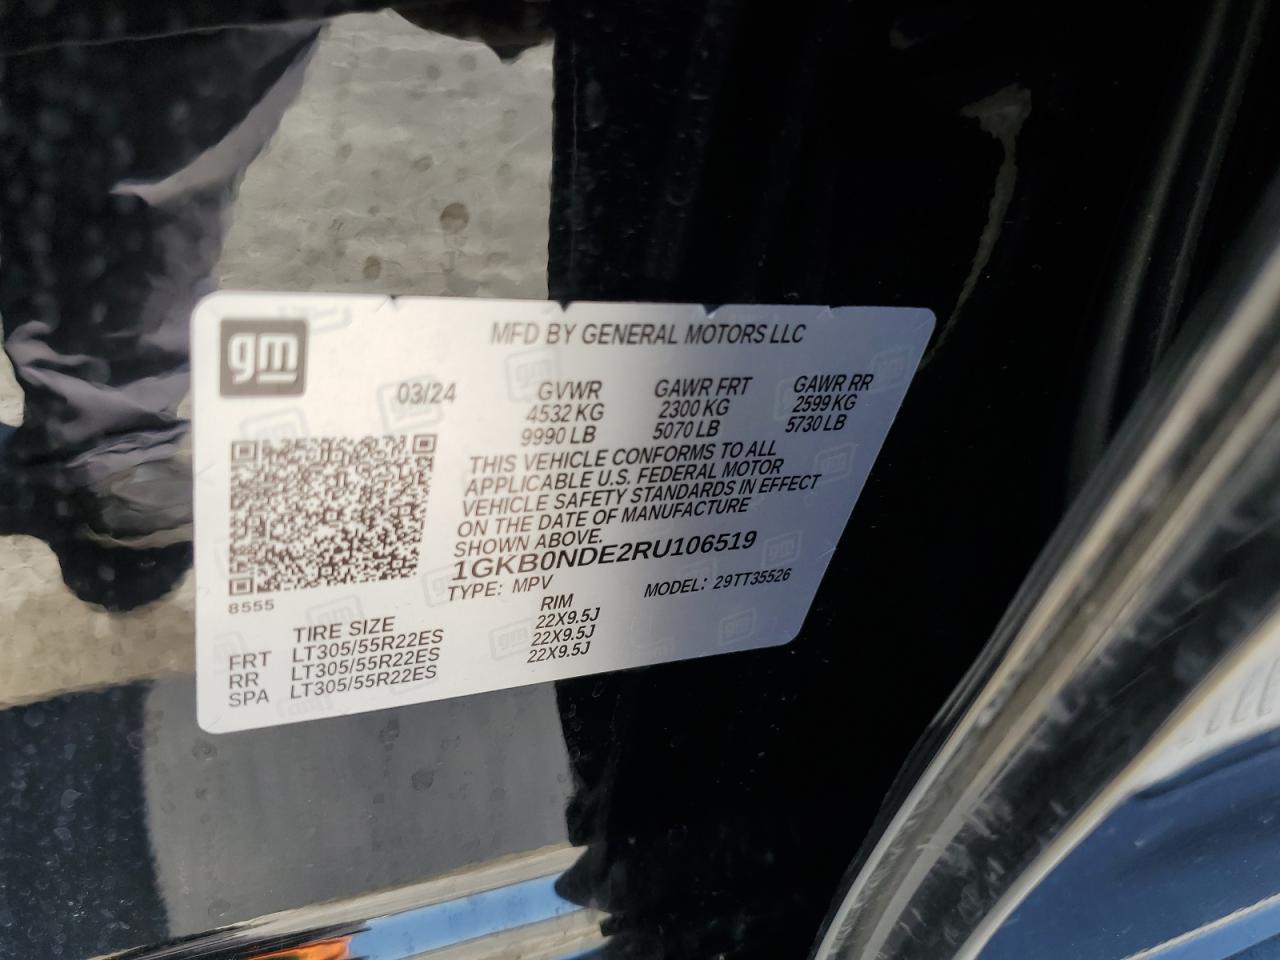 gm
MFD BY GENERAL MOTORS LLC
03/24 GVWR GAWR FRT GAWR RR
4532 KG 2300 KG 2599 KG
9990 LB 5070 LB 5730 LB
THIS VEHICLE CONFORMS TO ALL
APPLICABLE U.S. FEDERAL MOTOR
VEHICLE SAFETY STANDARDS IN EFFECT
ON THE DATE OF MANUFACTURE
SHOWN ABOVE.
1GKB0NDE2RU106519
TYPE: MPV MODEL: 29TT35526
8555
TIRE SIZE RIM
FRT LT305/55R22ES 22X9.5J
RR LT305/55R22ES 22X9.5J
SPA LT305/55R22ES 22X9.5J